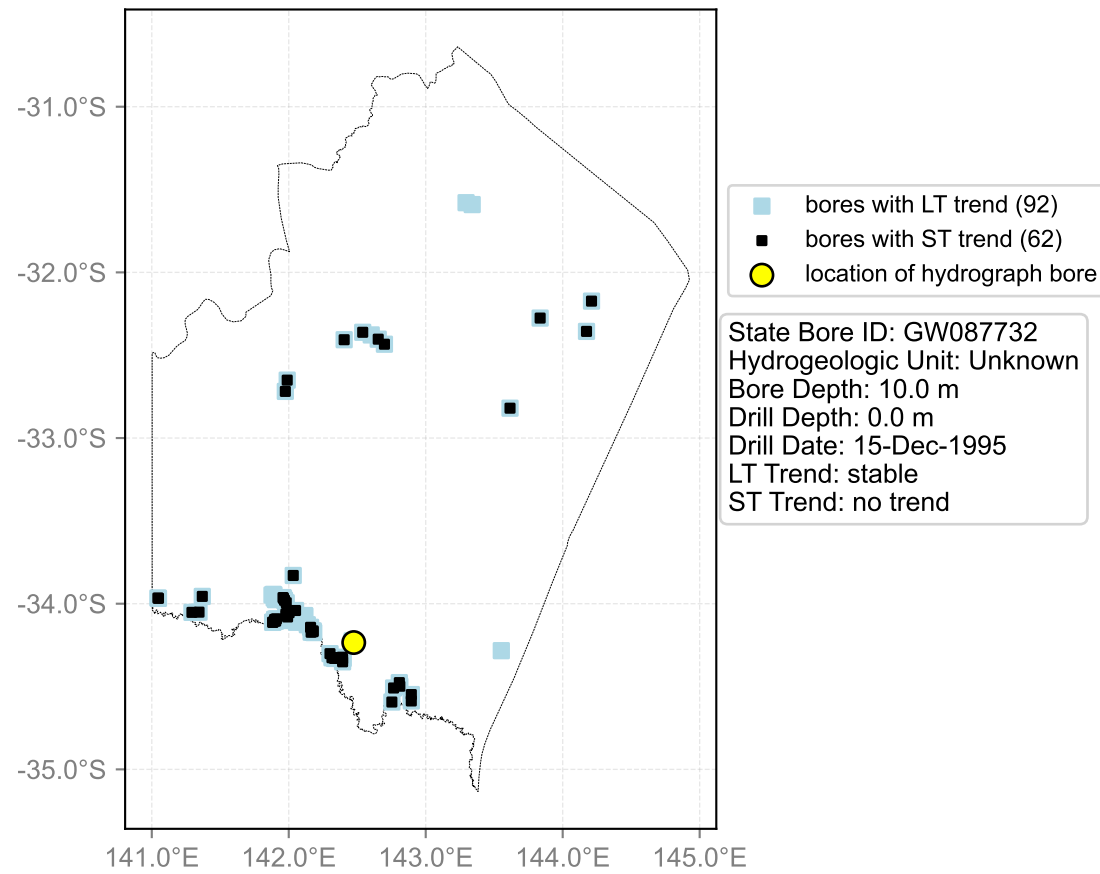 -31.0°S
-32.0°S
-33.0°S
-34.0°S
-35.0°S
141.0°E 142.0°E 143.0°E 144.0°E 145.0°E
bores with LT trend (92)
bores with ST trend (62)
location of hydrograph bore
State Bore ID: GW087732
Hydrogeologic Unit: Unknown
Bore Depth: 10.0 m
Drill Depth: 0.0 m
Drill Date: 15-Dec-1995
LT Trend: stable
ST Trend: no trend